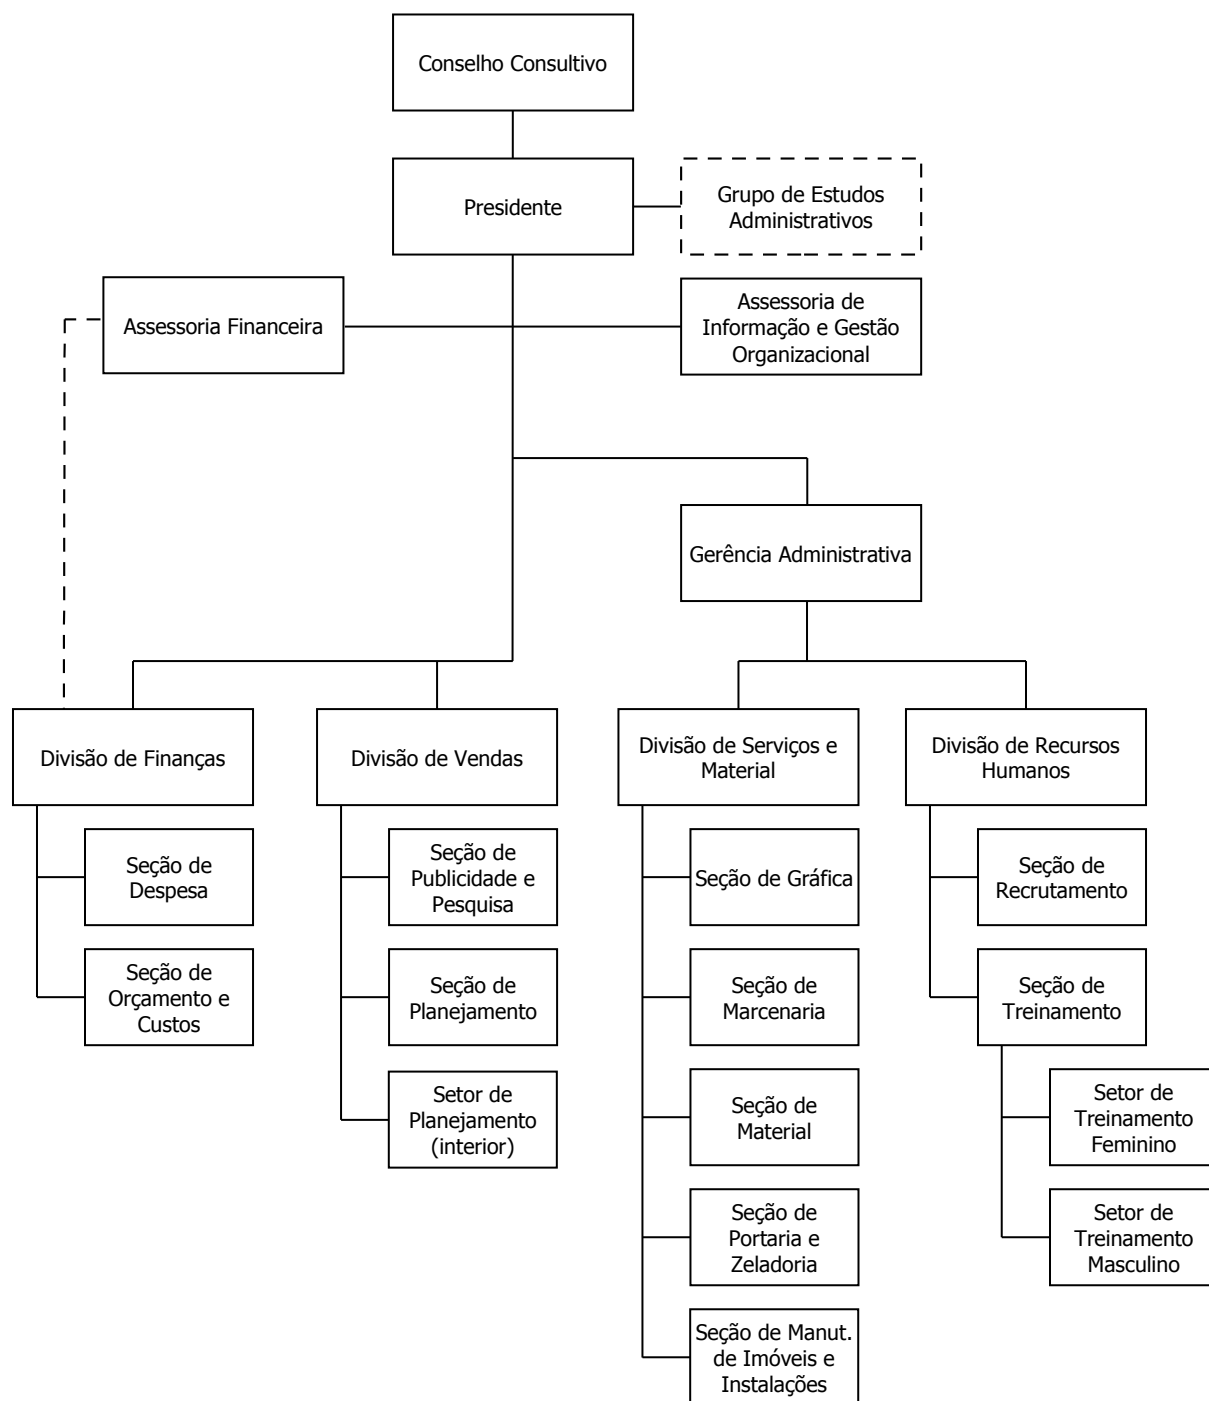 Conselho Consultivo
Presidente
Grupo de Estudos
Administrativos
Assessoria Financeira
Assessoria de
Informação e Gestão
Organizacional
Gerência Administrativa
Divisão de Finanças
Divisão de Vendas
Divisão de Serviços e
Material
Divisão de Recursos
Humanos
Seção de
Despesa
Seção de
Publicidade e
Pesquisa
Seção de Gráfica
Seção de
Recrutamento
Seção de
Orçamento e
Custos
Seção de
Planejamento
Seção de
Marcenaria
Seção de
Treinamento
Setor de
Planejamento
(interior)
Seção de
Material
Setor de
Treinamento
Feminino
Seção de
Portaria e
Zeladoria
Setor de
Treinamento
Masculino
Seção de Manut.
de Imóveis e
Instalações